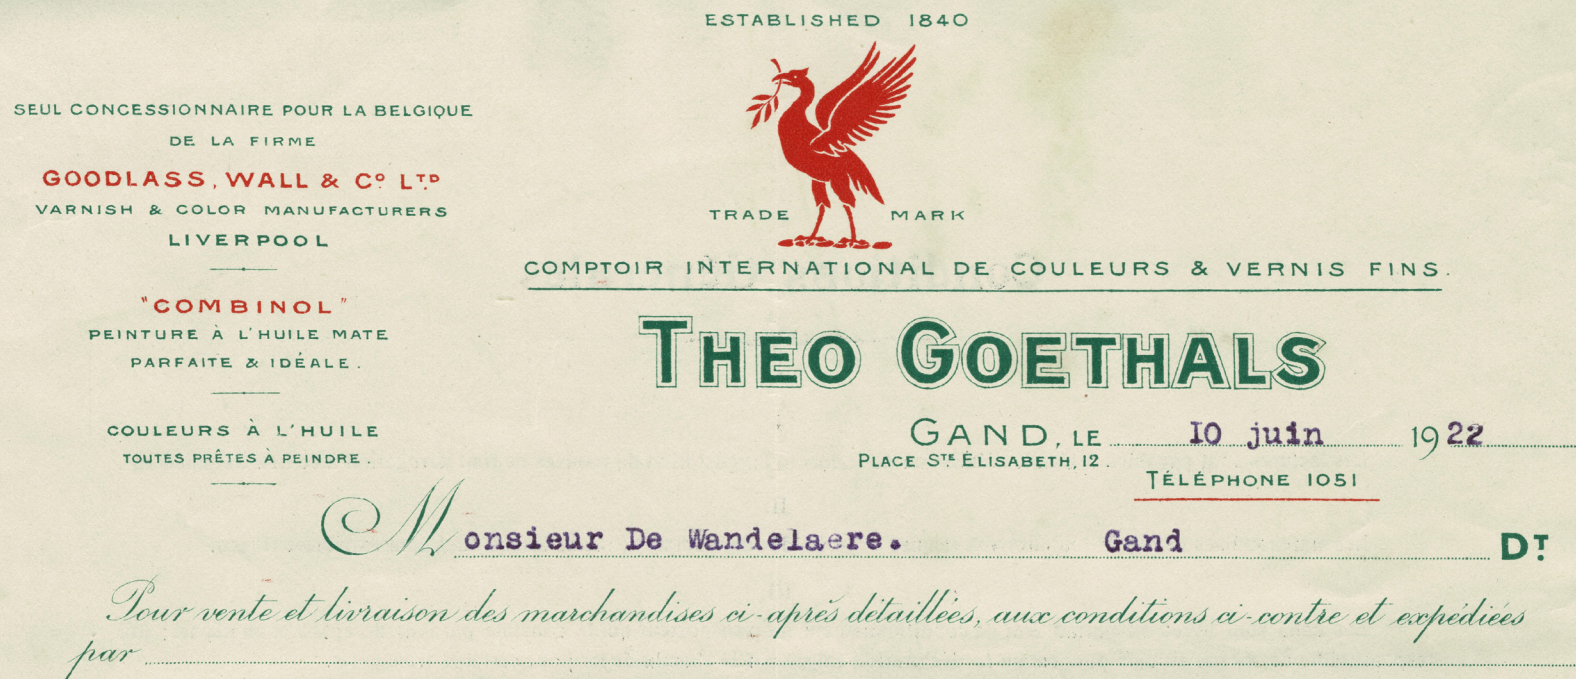 ESTABLISHED 1840
TRADE MARK
SEUL CONCESSIONNAIRE POUR LA BELGIQUE
DE LA FIRME
GOODLASS, WALL & Cº LTD
VARNISH & COLOR MANUFACTURERS
LIVERPOOL
"COMBINOL"
PEINTURE À L'HUILE MATE
PARFAITE & IDÉALE.
COULEURS À L'HUILE
TOUTES PRÊTES À PEINDRE.
COMPTOIR INTERNATIONAL DE COULEURS & VERNIS FINS.
THEO GOETHALS
GAND, LE 10 juin 1922
PLACE STE ÉLISABETH, 12.
TÉLÉPHONE 1051
Monsieur De Wandelaere. Gand DT
Pour vente et livraison des marchandises ci-après détaillées, aux conditions ci-contre et expédiées
par